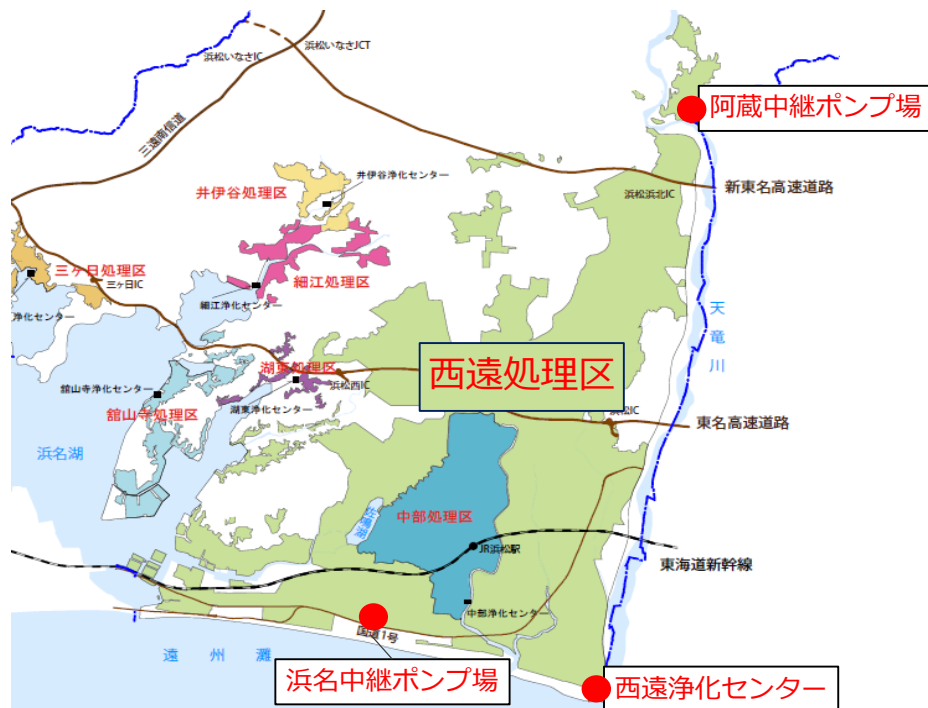 浜松いなさIC
浜松いなさJCT
阿蔵中継ポンプ場
三遠南信道
井伊谷浄化センター
井伊谷処理区
浜松浜北IC
新東名高速道路
三ヶ日処理区
三ヶ日IC
浄化センター
細江処理区
細江浄化センター
天竜川
湖東処理区
西遠処理区
舘山寺浄化センター
浜松西IC
舘山寺処理区
湖東浄化センター
浜松IC
東名高速道路
浜名湖
中部処理区
佐鳴湖
JR浜松駅
東海道新幹線
中部浄化センター
国道1号
遠州灘
浜名中継ポンプ場
西遠浄化センター